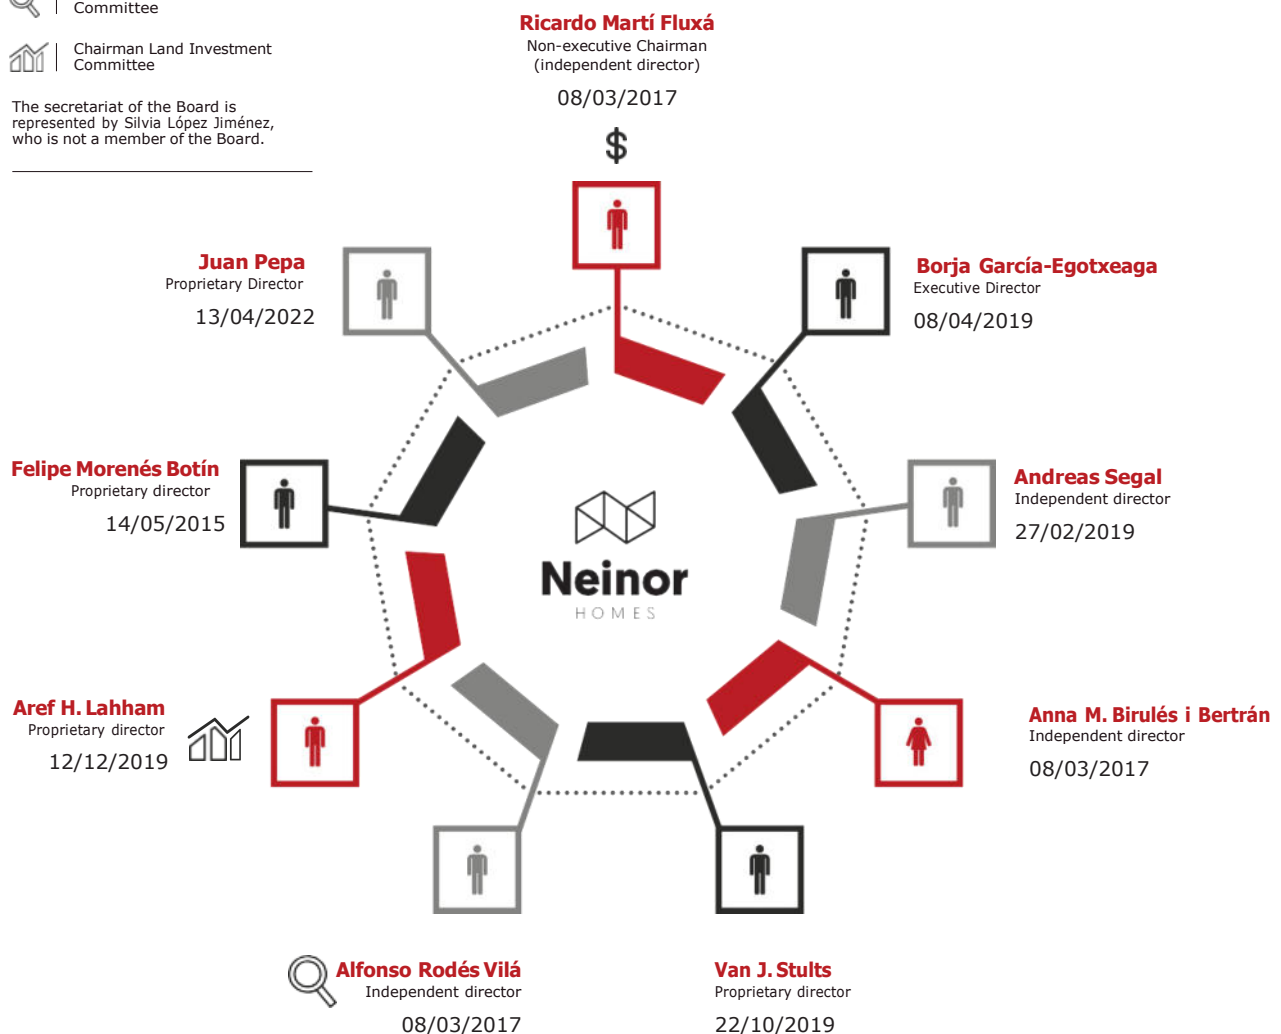 Committee
Chairman Land Investment
Committee
The secretariat of the Board is
represented by Silvia López Jiménez,
who is not a member of the Board.
Ricardo Martí Fluxá
Non-executive Chairman
(independent director)
08/03/2017
$
Juan Pepa
Proprietary Director
13/04/2022
Borja García-Egotxeaga
Executive Director
08/04/2019
Felipe Morenés Botín
Proprietary director
14/05/2015
Andreas Segal
Independent director
27/02/2019
Neinor
HOMES
Aref H. Lahham
Proprietary director
12/12/2019
Anna M. Birulés i Bertrán
Independent director
08/03/2017
Alfonso Rodés Vilá
Independent director
08/03/2017
Van J. Stults
Proprietary director
22/10/2019